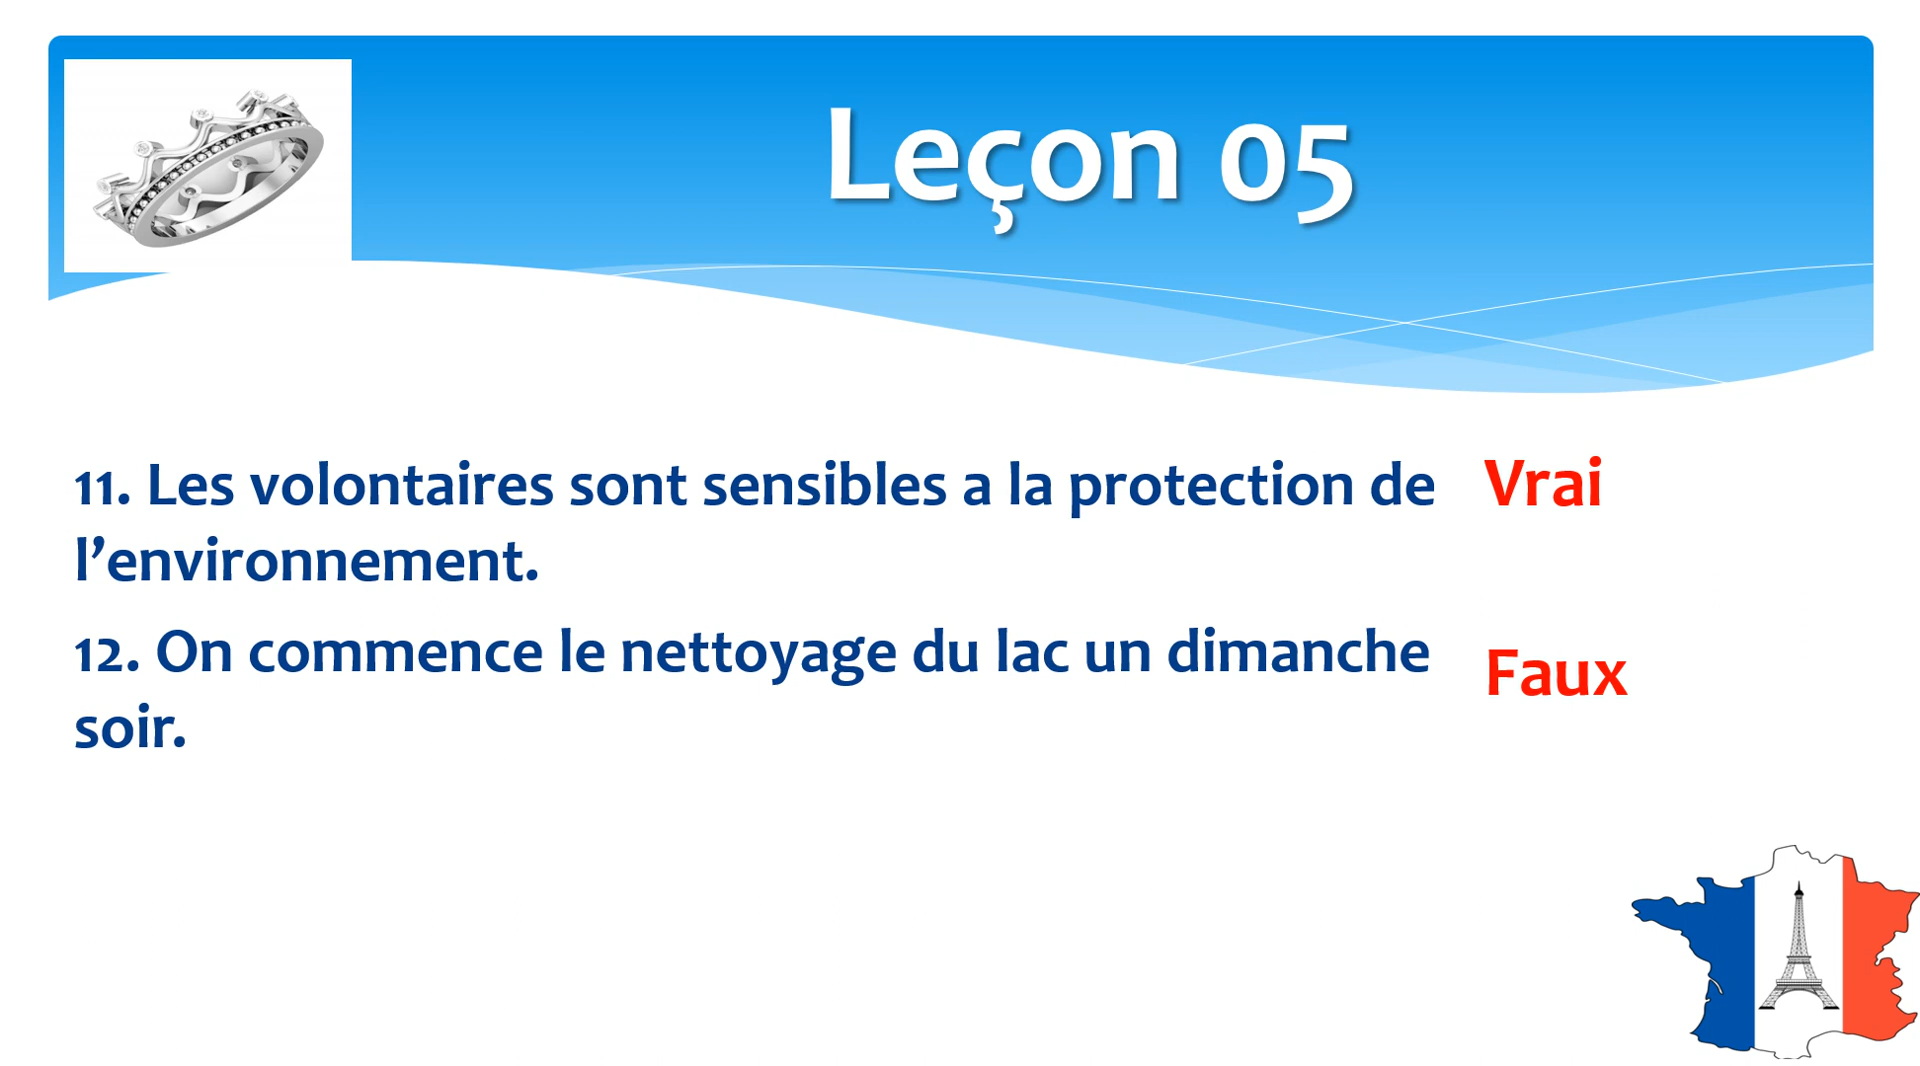 Leçon 05
11. Les volontaires sont sensibles a la protection de Vrai
l’environnement.
12. On commence le nettoyage du lac un dimanche Faux
soir.